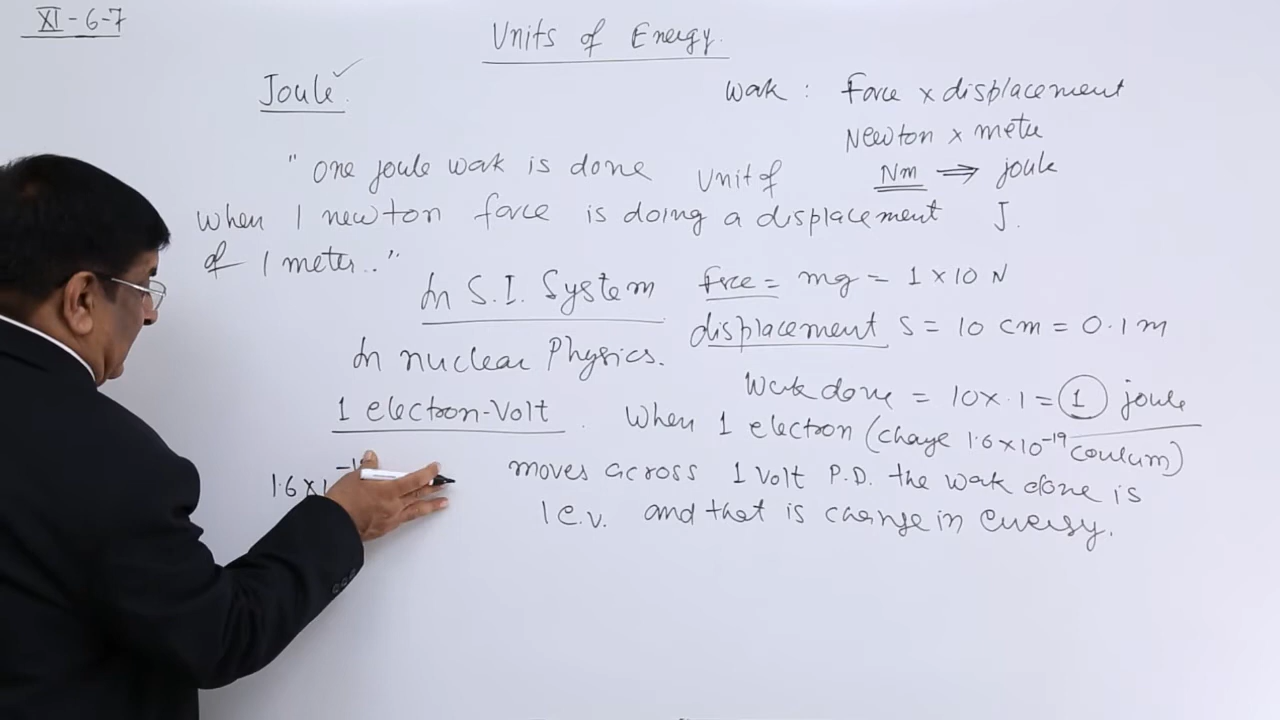 XI-6-7
Units of Energy.
Joule.
Work : Force × displacement
Newton × metre
Nm ⇒ joule
Unit of
J.
"One joule work is done
when 1 newton force is doing a displacement
of 1 meter.."
In S.I. System
force = mg = 1 × 10 N
displacement s = 10 cm = 0.1 m
Work done = 10 × .1 = 1 joule
In nuclear Physics.
1 electron-Volt.
When 1 electron (charge 1.6 × 10⁻¹⁹ coulum)
moves across 1 Volt P.D. the work done is
1 e.v. and that is change in energy.
1.6 ×